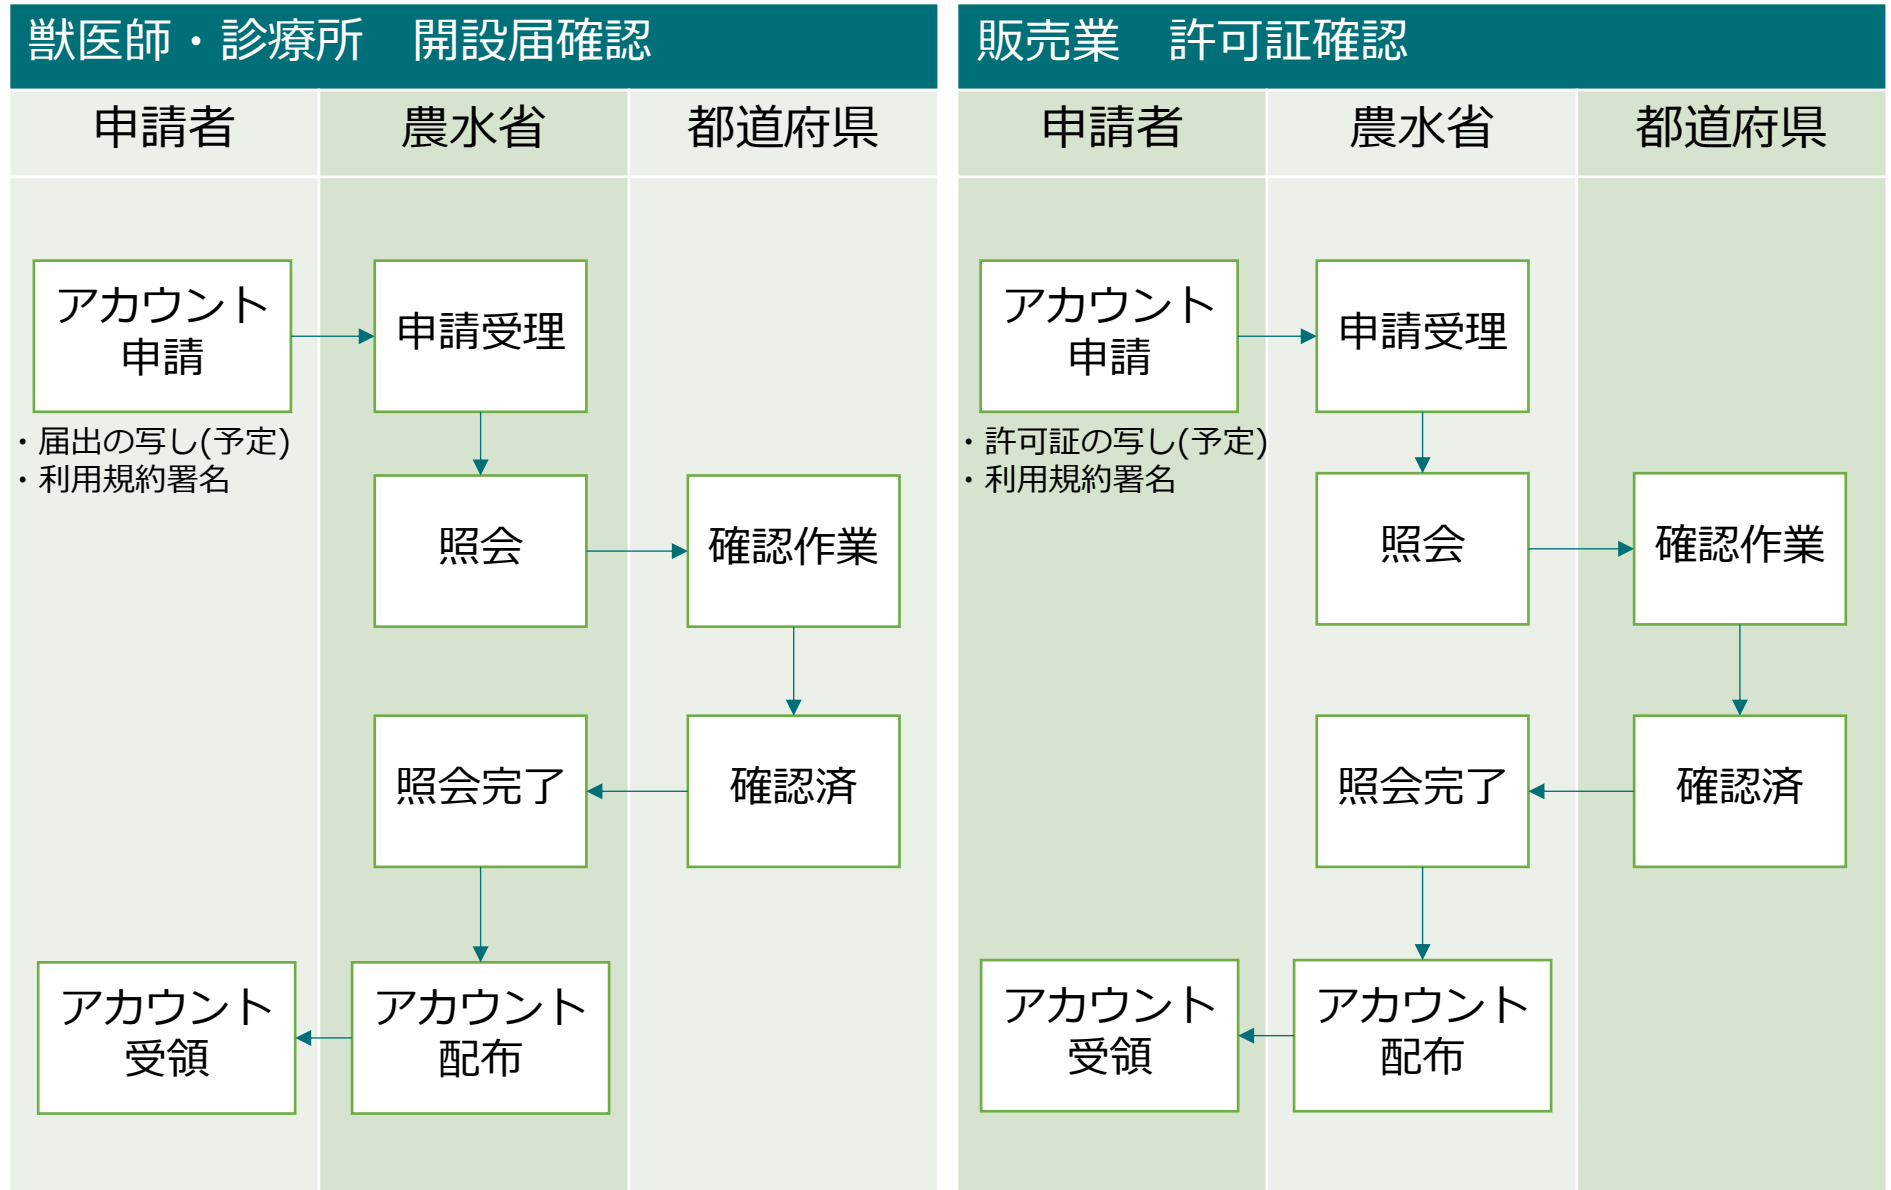 獣医師・診療所　開設届確認
申請者
農水省
都道府県
アカウント
申請
申請受理
・届出の写し(予定)
・利用規約署名
照会
確認作業
照会完了
確認済
アカウント
受領
アカウント
配布
販売業　許可証確認
申請者
農水省
都道府県
アカウント
申請
申請受理
・許可証の写し(予定)
・利用規約署名
照会
確認作業
照会完了
確認済
アカウント
受領
アカウント
配布